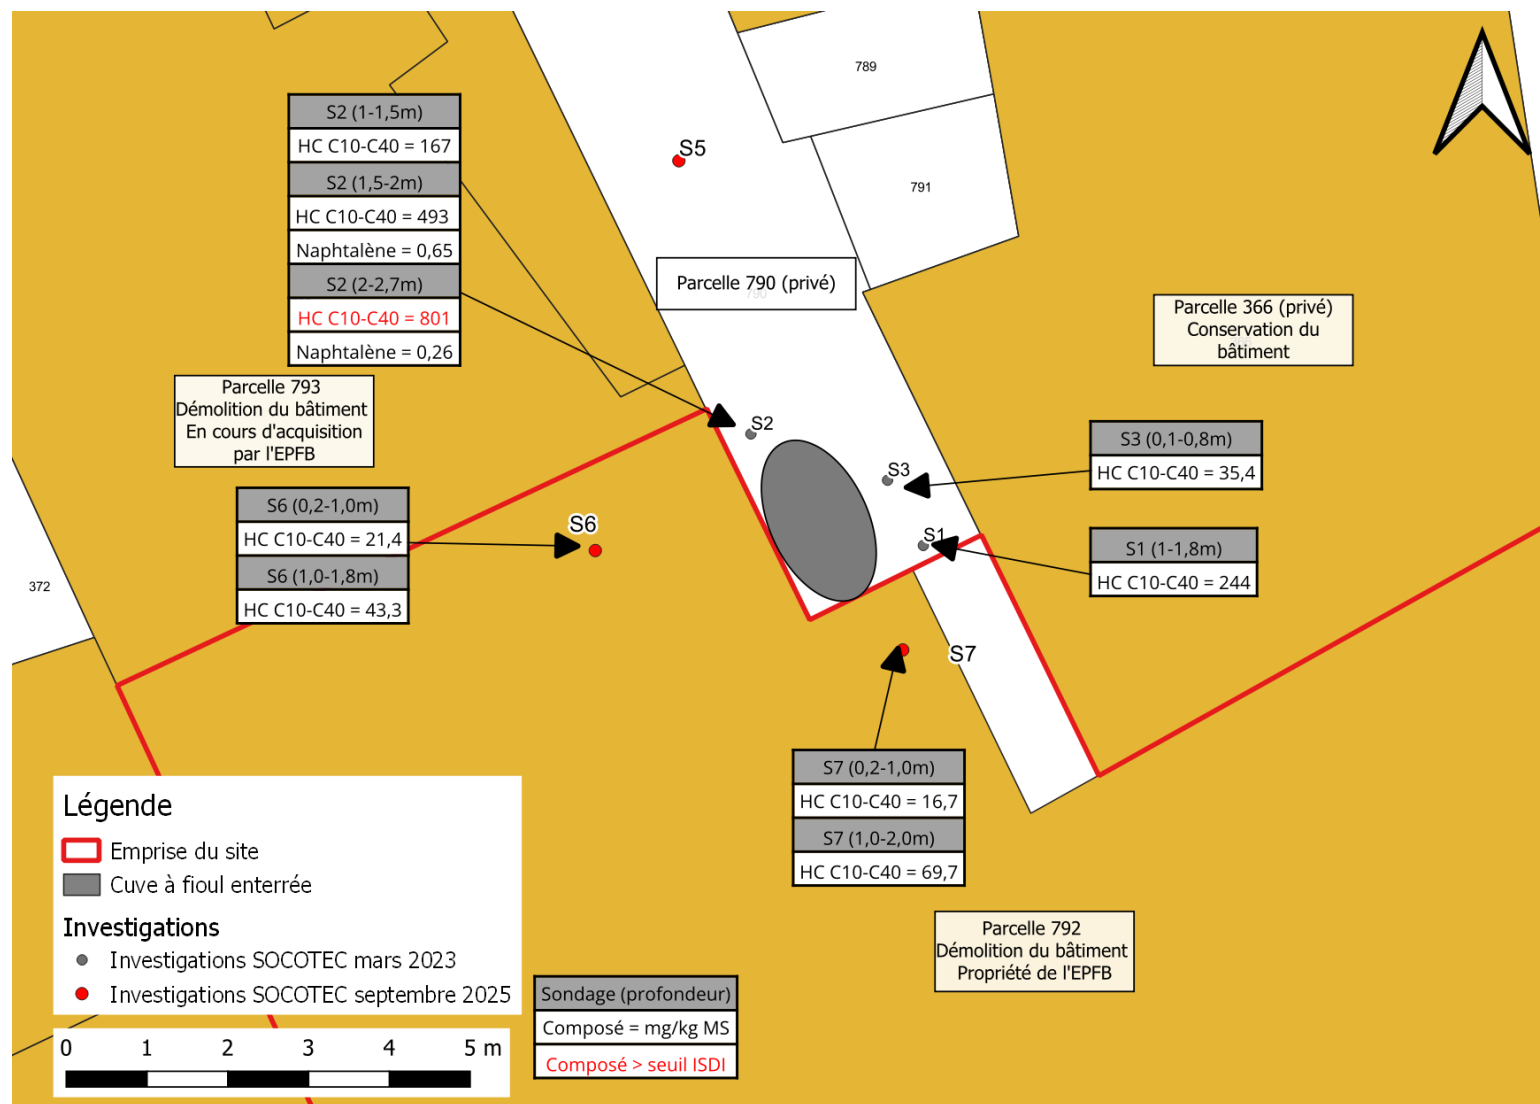 789
S2 (1-1,5m)
HC C10-C40 = 167
S2 (1,5-2m)
HC C10-C40 = 493
Naphtalène = 0,65
S2 (2-2,7m)
HC C10-C40 = 801
Naphtalène = 0,26
S5
791
Parcelle 790 (privé)
790
Parcelle 366 (privé)
Conservation du
bâtiment
Parcelle 793
Démolition du bâtiment
En cours d'acquisition
par l'EPFB
S2
S3
S3 (0,1-0,8m)
HC C10-C40 = 35,4
S6 (0,2-1,0m)
HC C10-C40 = 21,4
S6 (1,0-1,8m)
HC C10-C40 = 43,3
S6
S1
S1 (1-1,8m)
HC C10-C40 = 244
372
S7
S7 (0,2-1,0m)
HC C10-C40 = 16,7
S7 (1,0-2,0m)
HC C10-C40 = 69,7
Parcelle 792
Démolition du bâtiment
Propriété de l'EPFB
Légende
Emprise du site
Cuve à fioul enterrée
Investigations
Investigations SOCOTEC mars 2023
Investigations SOCOTEC septembre 2025
0 1 2 3 4 5 m
Sondage (profondeur)
Composé = mg/kg MS
Composé > seuil ISDI